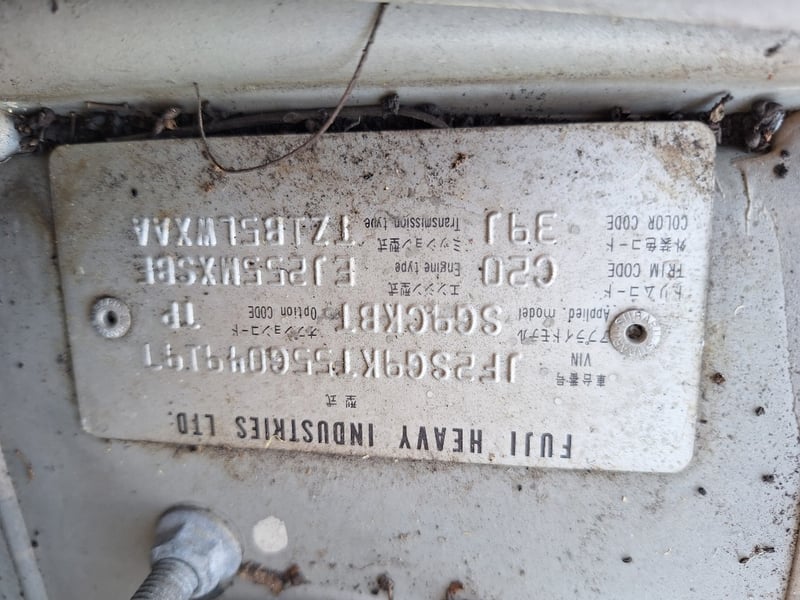 FUJI HEAVY INDUSTRIES LTD.
型式
車台番号 VIN JF2SG9KT55G049197
アプライドモデル Applied. model SG9CKBT オプションコード Option CODE TP
トリムコード TRIM CODE C20 エンジン型式 Engine type EJ255MXSBE
外装色コード COLOR CODE 39J ミッション型式 Transmission type TZ1B5LWXAA